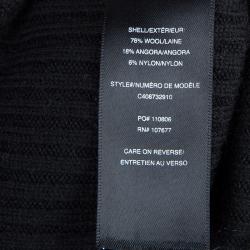 SHELL/EXTÉRIEUR:
76% WOOL/LAINE
18% ANGORA/ANGORA
6% NYLON/NYLON
STYLE#/NUMÉRO DE MODÈLE
C408732910
PO# 110806
RN# 107677
CARE ON REVERSE/
ENTRETIEN AU VERSO